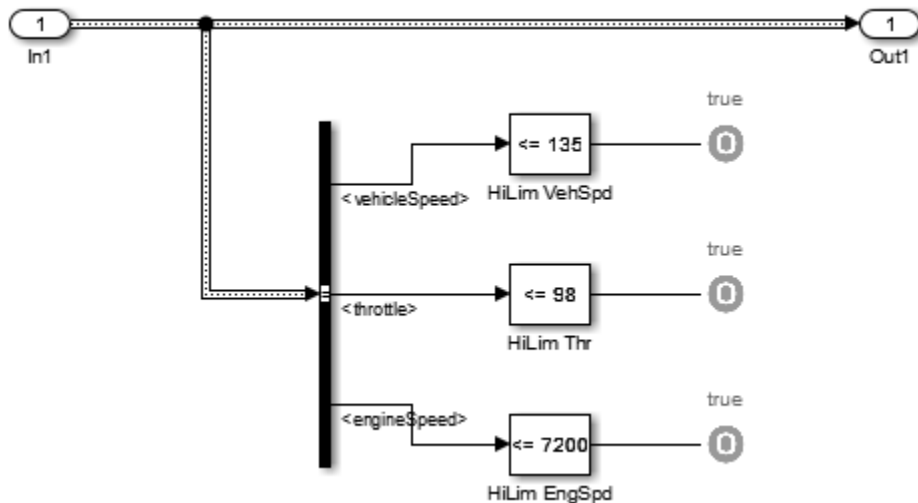 1
In1
1
Out1
true
<= 135
O
<vehicleSpeed>
HiLim VehSpd
true
<= 98
O
<throttle>
HiLim Thr
true
<engineSpeed>
<= 7200
O
HiLim EngSpd